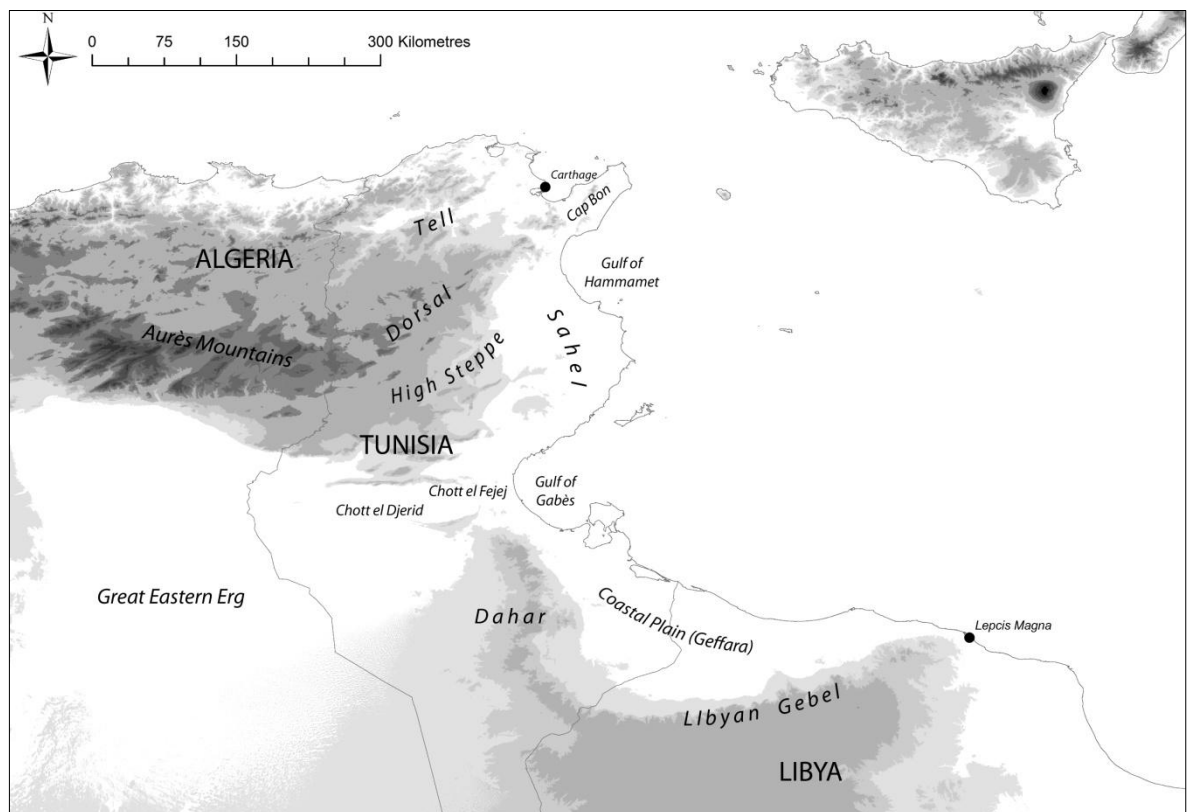 N
0 75 150 300 Kilometres
Carthage
Cap Bon
Tell
ALGERIA
Gulf of
Hammamet
Dorsal
Sahel
Aurès Mountains
High Steppe
TUNISIA
Chott el Fejej
Gulf of
Gabès
Chott el Djerid
Great Eastern Erg
Dahar
Coastal Plain (Geffara)
Lepcis Magna
LIbyan Gebel
LIBYA